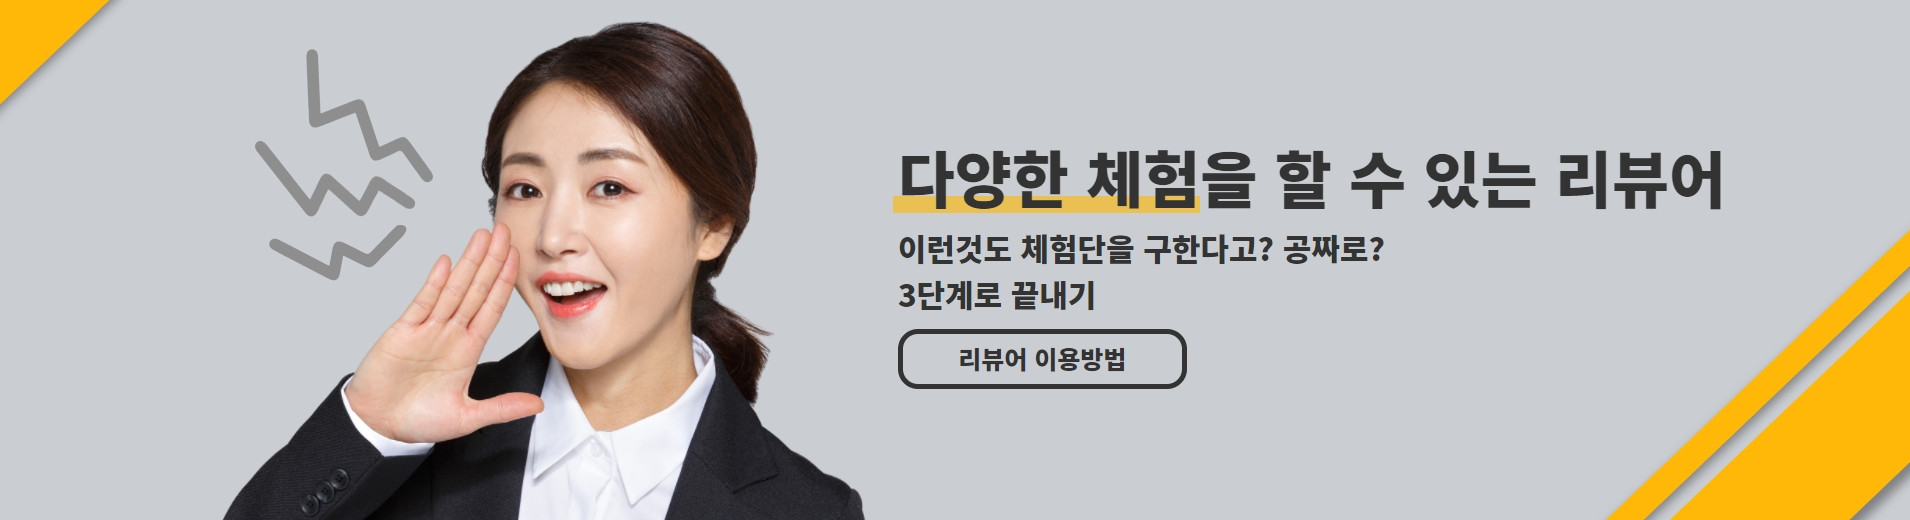 다양한 체험을 할 수 있는 리뷰어
이런것도 체험단을 구한다고? 공짜로?
3단계로 끝내기
리뷰어 이용방법